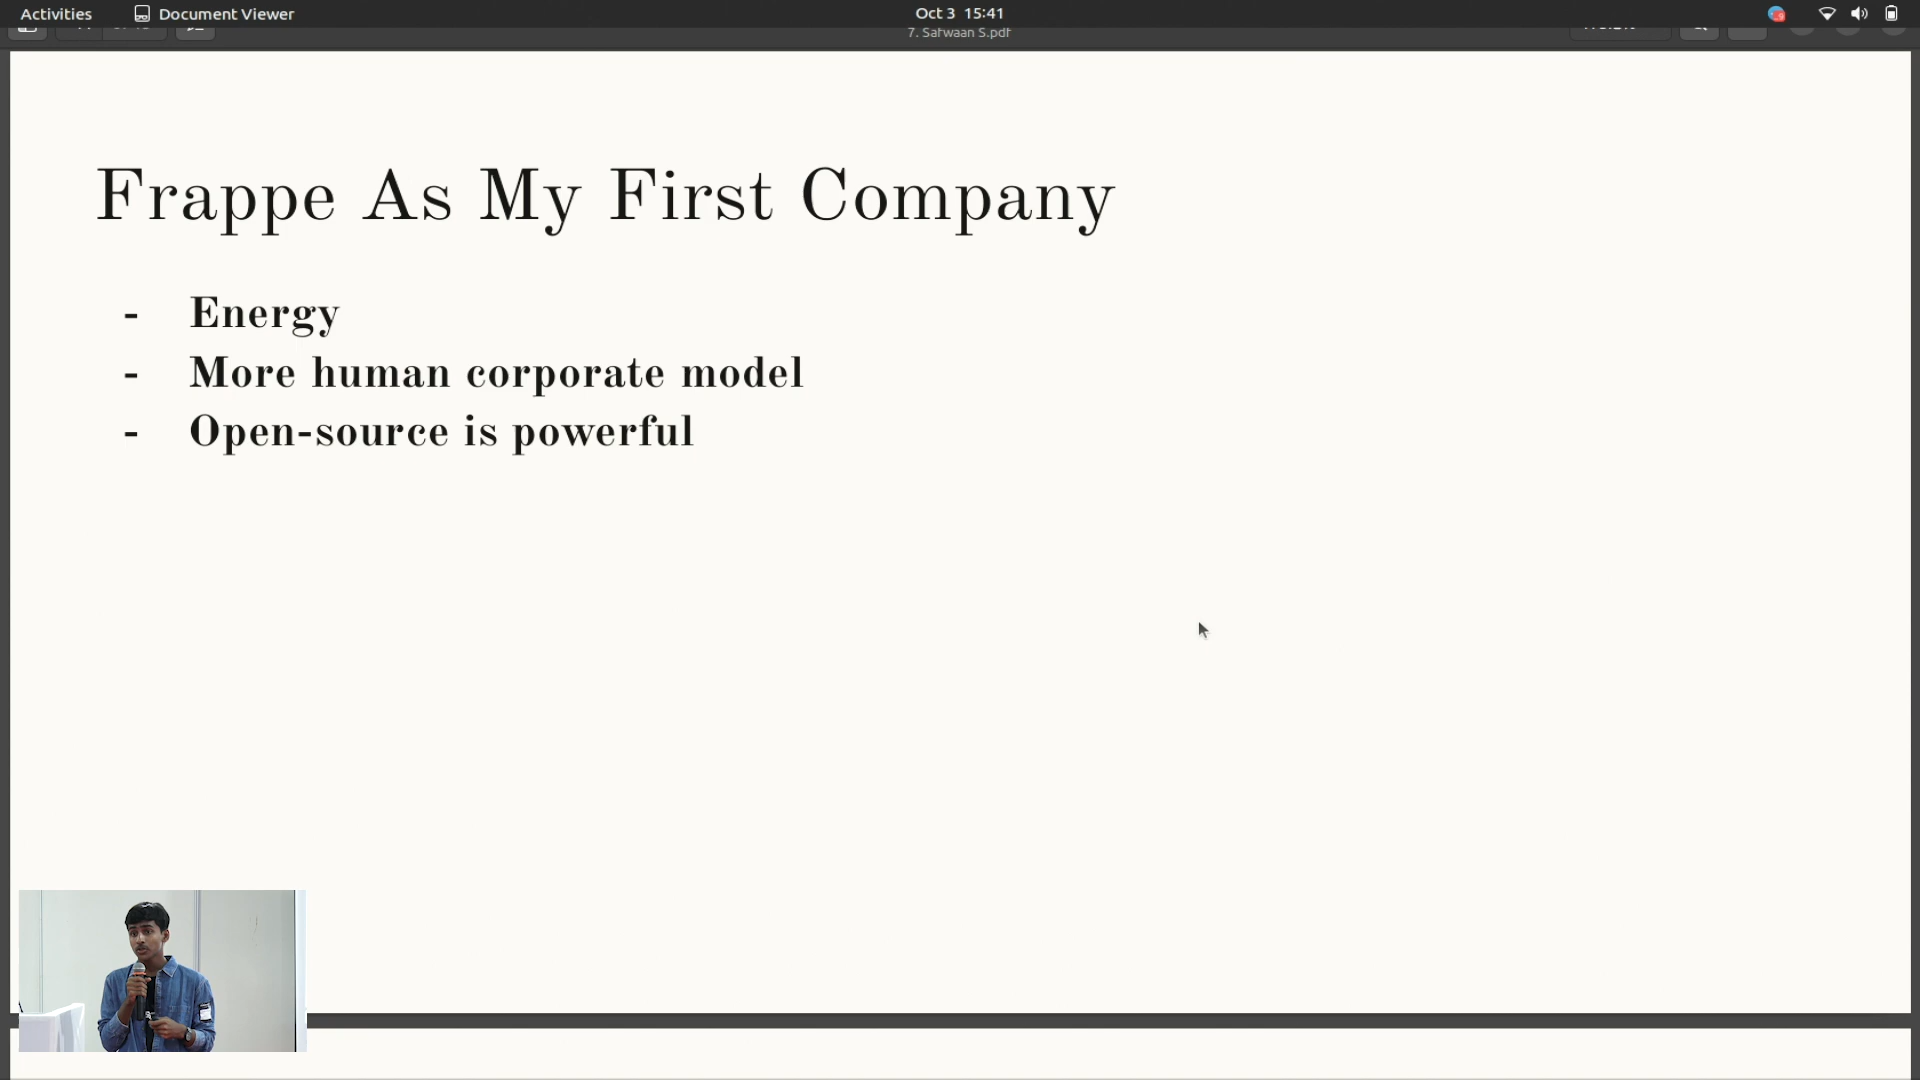 Activities
Document Viewer
Oct 3 15:41
7. Safwaan S.pdf
Frappe As My First Company
- Energy
- More human corporate model
- Open-source is powerful